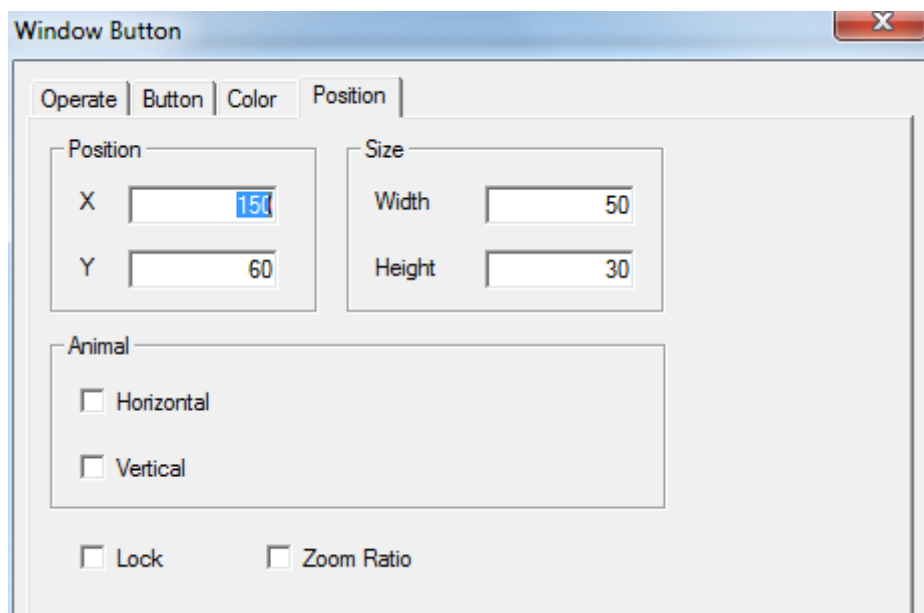 Window Button
Operate Button Color Position
Position
X 150
Y 60
Size
Width 50
Height 30
Animal
Horizontal
Vertical
Lock Zoom Ratio